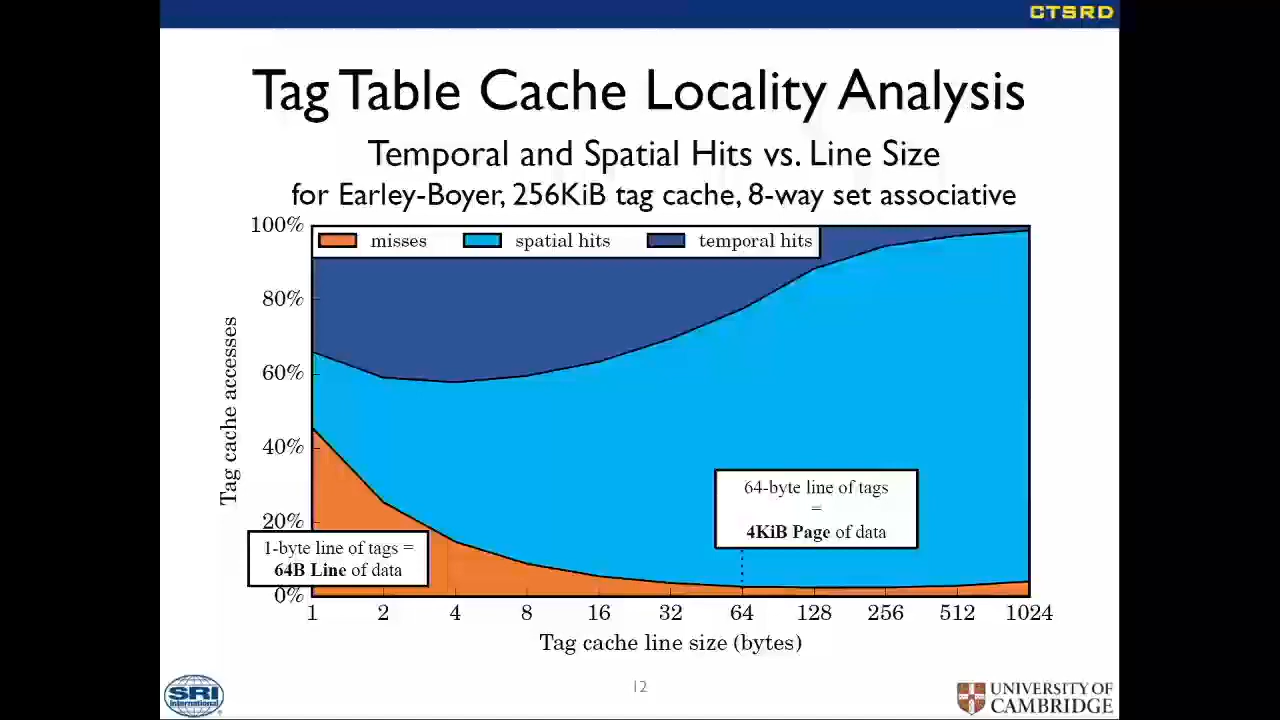 CTSRD
Tag Table Cache Locality Analysis
Temporal and Spatial Hits vs. Line Size
for Earley-Boyer, 256KiB tag cache, 8-way set associative
misses spatial hits temporal hits
Tag cache accesses
100%
80%
60%
40%
20%
0%
64-byte line of tags
=
4KiB Page of data
1-byte line of tags =
64B Line of data
1 2 4 8 16 32 64 128 256 512 1024
Tag cache line size (bytes)
SRI
International
12
UNIVERSITY OF
CAMBRIDGE